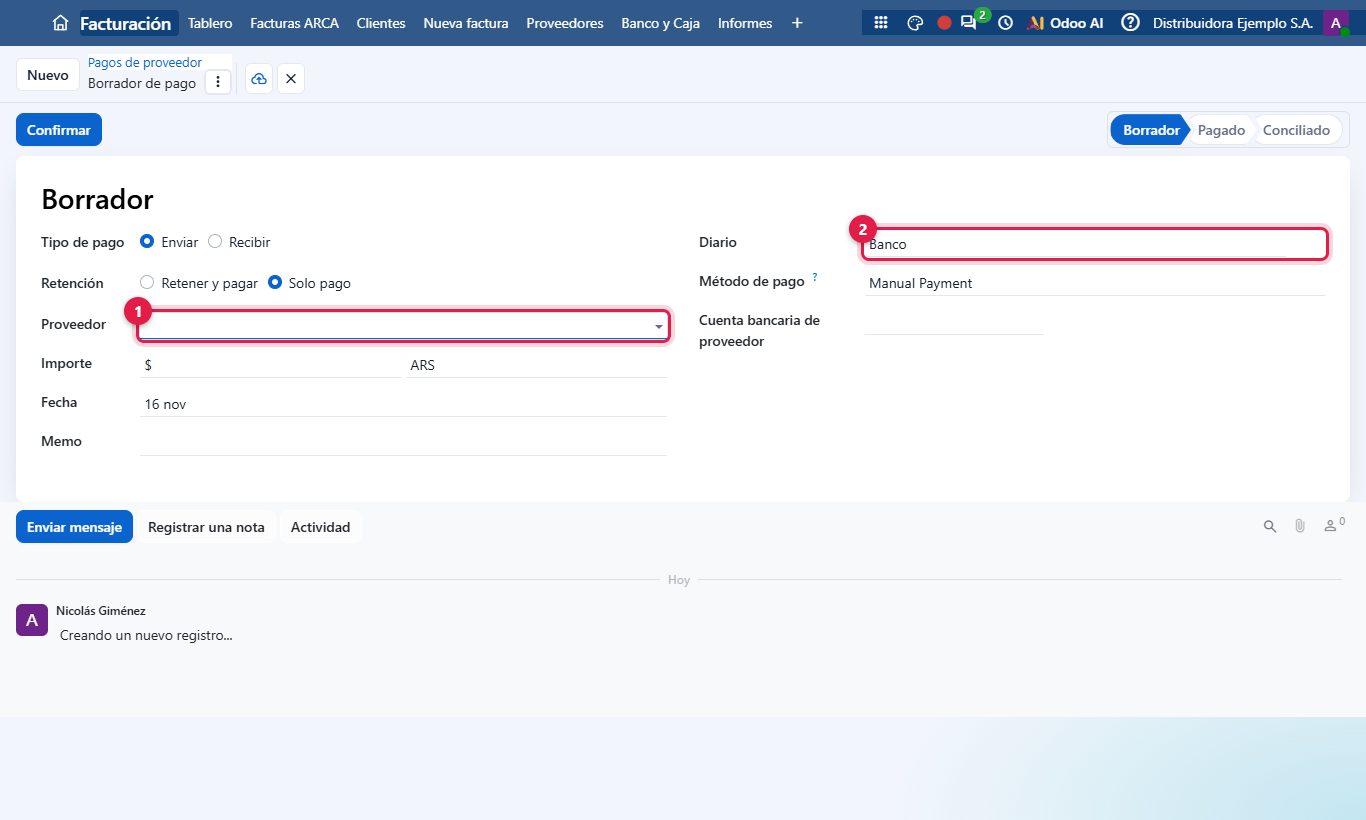 Facturación Tablero Facturas ARCA Clientes Nueva factura Proveedores Banco y Caja Informes + 2 Odoo AI Distribuidora Ejemplo S.A. A
Nuevo
Pagos de proveedor
Borrador de pago
Confirmar
Borrador Pagado Conciliado
Borrador
Tipo de pago Enviar Recibir
Retención Retener y pagar Solo pago
1
Proveedor
Importe $ ARS
Fecha 16 nov
Memo
2
Diario Banco
Método de pago ? Manual Payment
Cuenta bancaria de
proveedor
Enviar mensaje Registrar una nota Actividad 0
Hoy
A
Nicolás Giménez
Creando un nuevo registro...